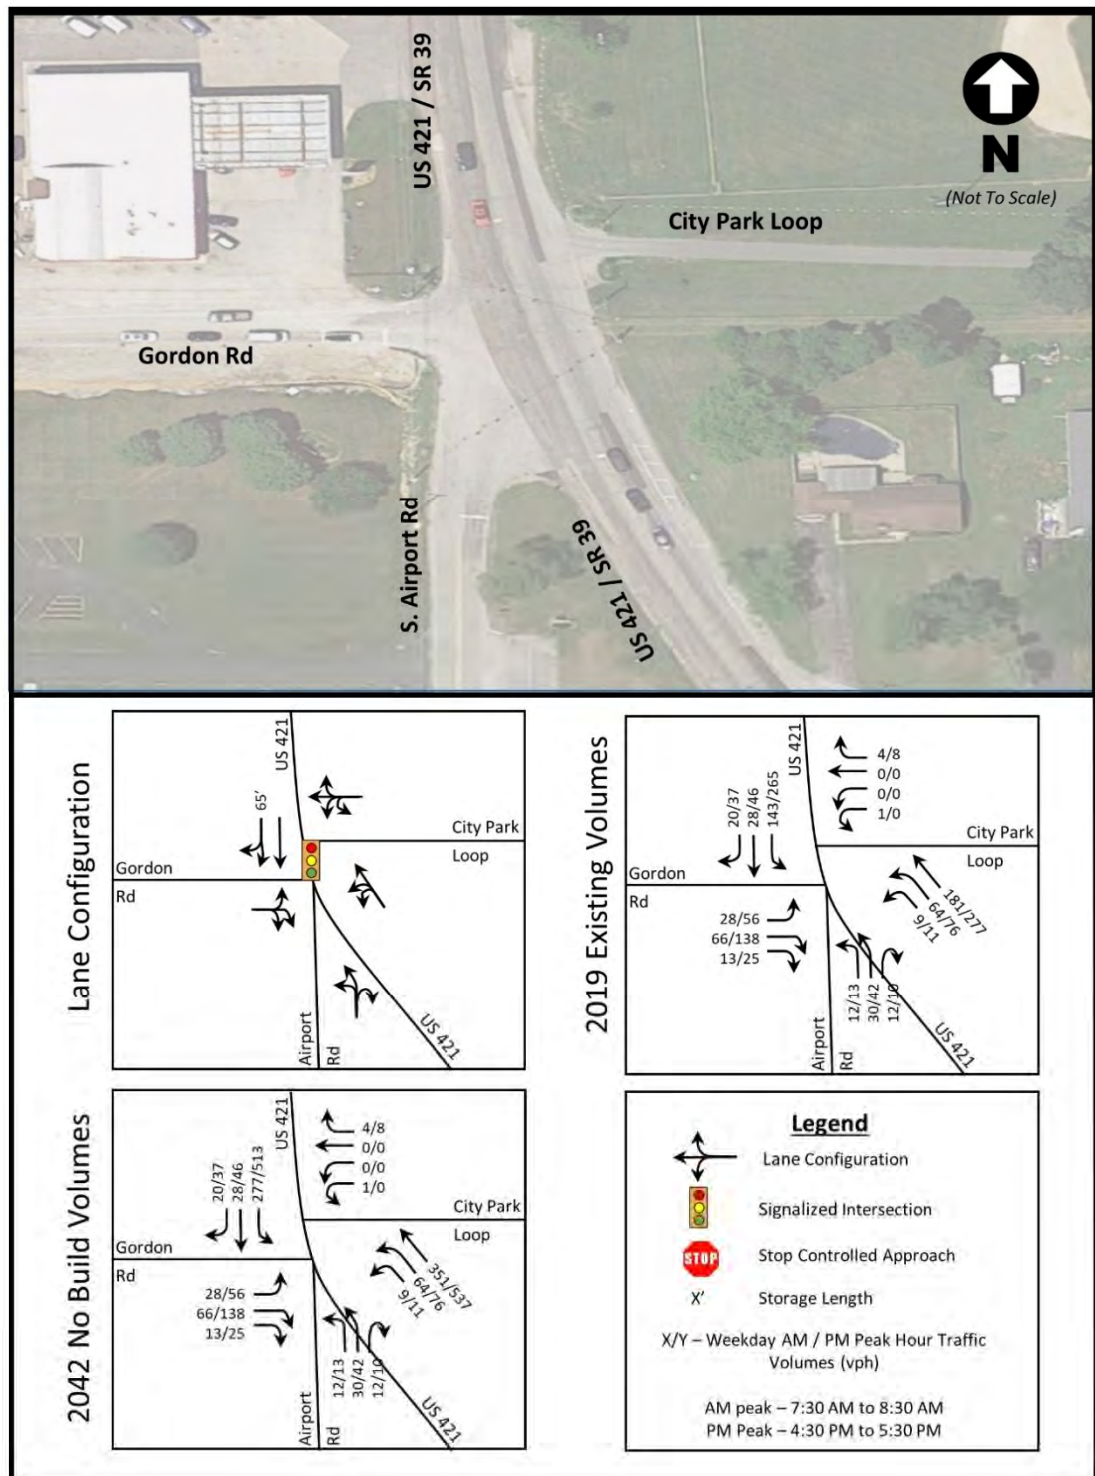 US 421 / SR 39
N
(Not To Scale)
City Park Loop
Gordon Rd
S. Airport Rd
US 421 / SR 39
Lane Configuration
US 421
65'
City Park
Loop
Gordon
Rd
Airport
Rd
US 421
2019 Existing Volumes
US 421
4/8
0/0
0/0
1/0
20/37
28/46
143/265
City Park
Loop
Gordon
Rd
181/277
64/76
9/11
28/56
66/138
13/25
12/13
30/42
12/10
Airport
Rd
US 421
2042 No Build Volumes
US 421
4/8
0/0
0/0
1/0
20/37
28/46
277/513
City Park
Loop
Gordon
Rd
351/537
64/76
9/11
28/56
66/138
13/25
12/13
30/42
12/10
Airport
Rd
US 421
Legend
Lane Configuration
Signalized Intersection
STOP
Stop Controlled Approach
X'
Storage Length
X/Y – Weekday AM / PM Peak Hour Traffic
Volumes (vph)
AM peak – 7:30 AM to 8:30 AM
PM Peak – 4:30 PM to 5:30 PM